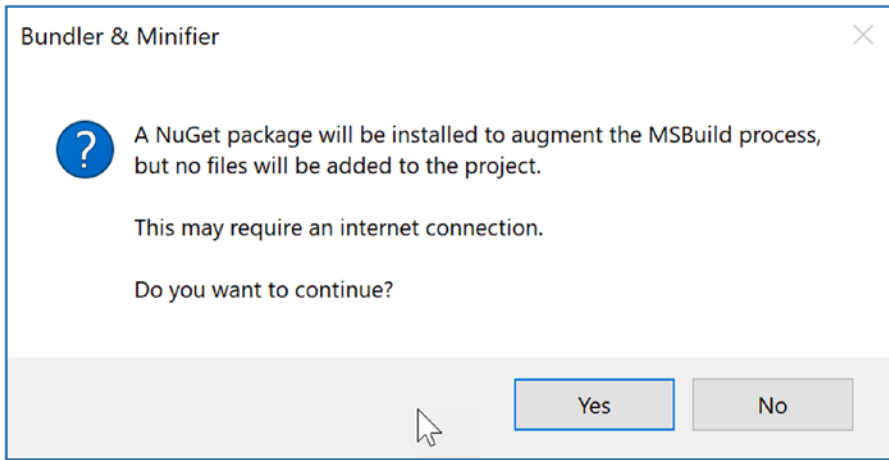 Bundler & Minifier
?
A NuGet package will be installed to augment the MSBuild process,
but no files will be added to the project.
This may require an internet connection.
Do you want to continue?
Yes
No